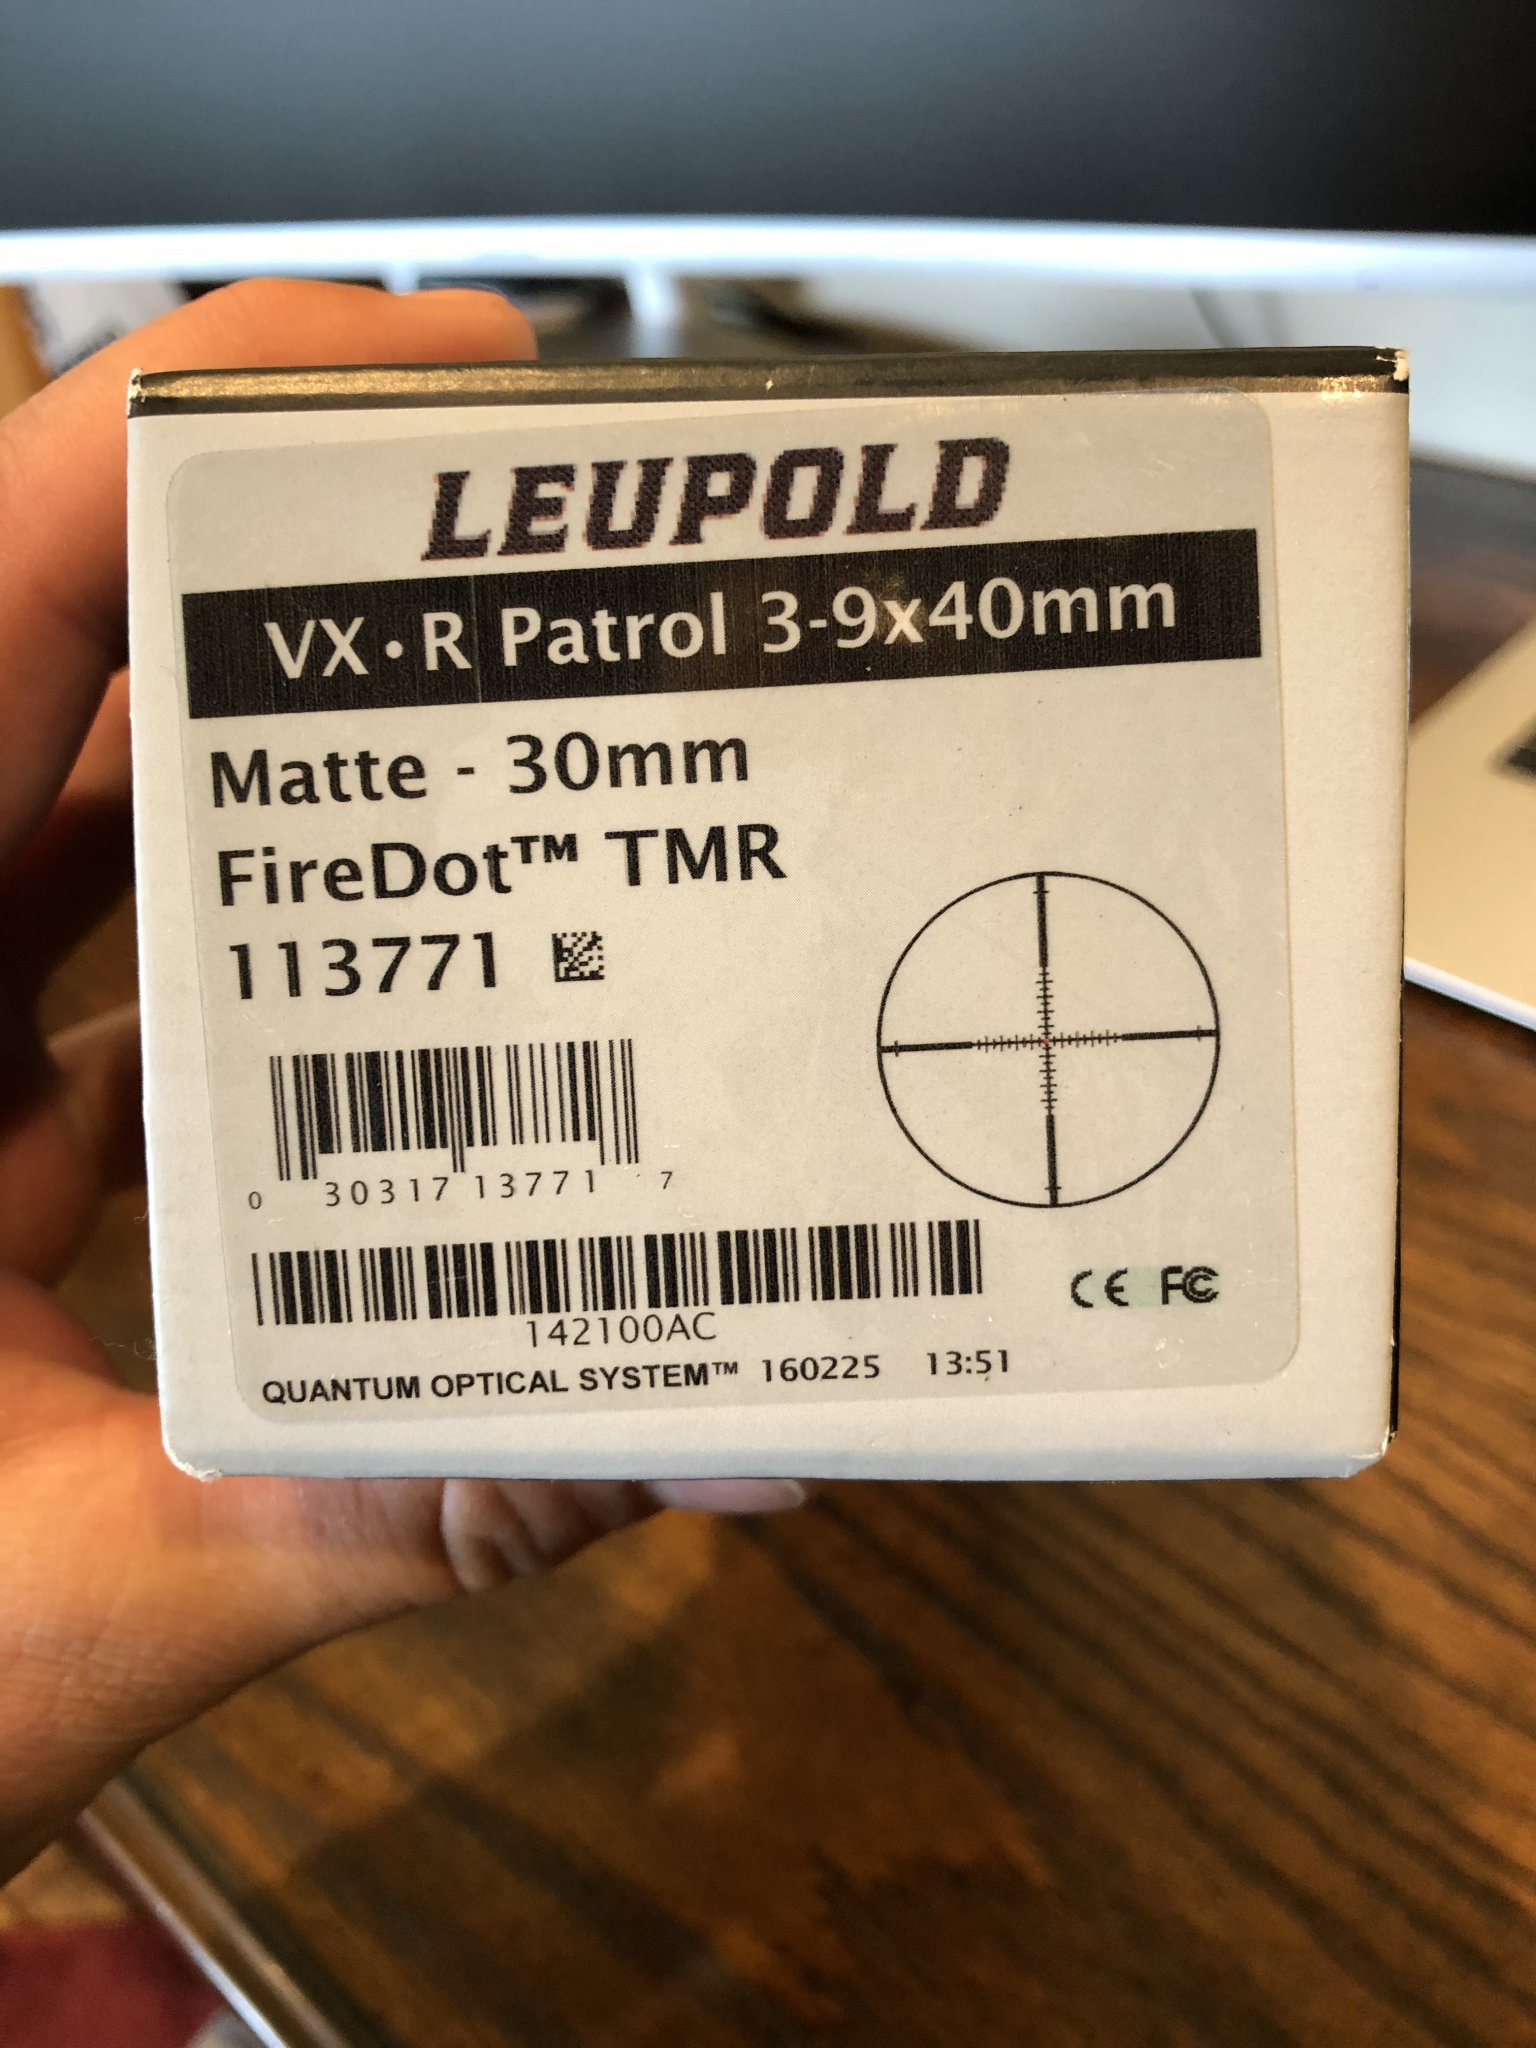 LEUPOLD
VX•R Patrol 3-9x40mm
Matte - 30mm
FireDot™ TMR
113771
0 30317 13771 7
142100AC
CE FC
QUANTUM OPTICAL SYSTEM™ 160225 13:51